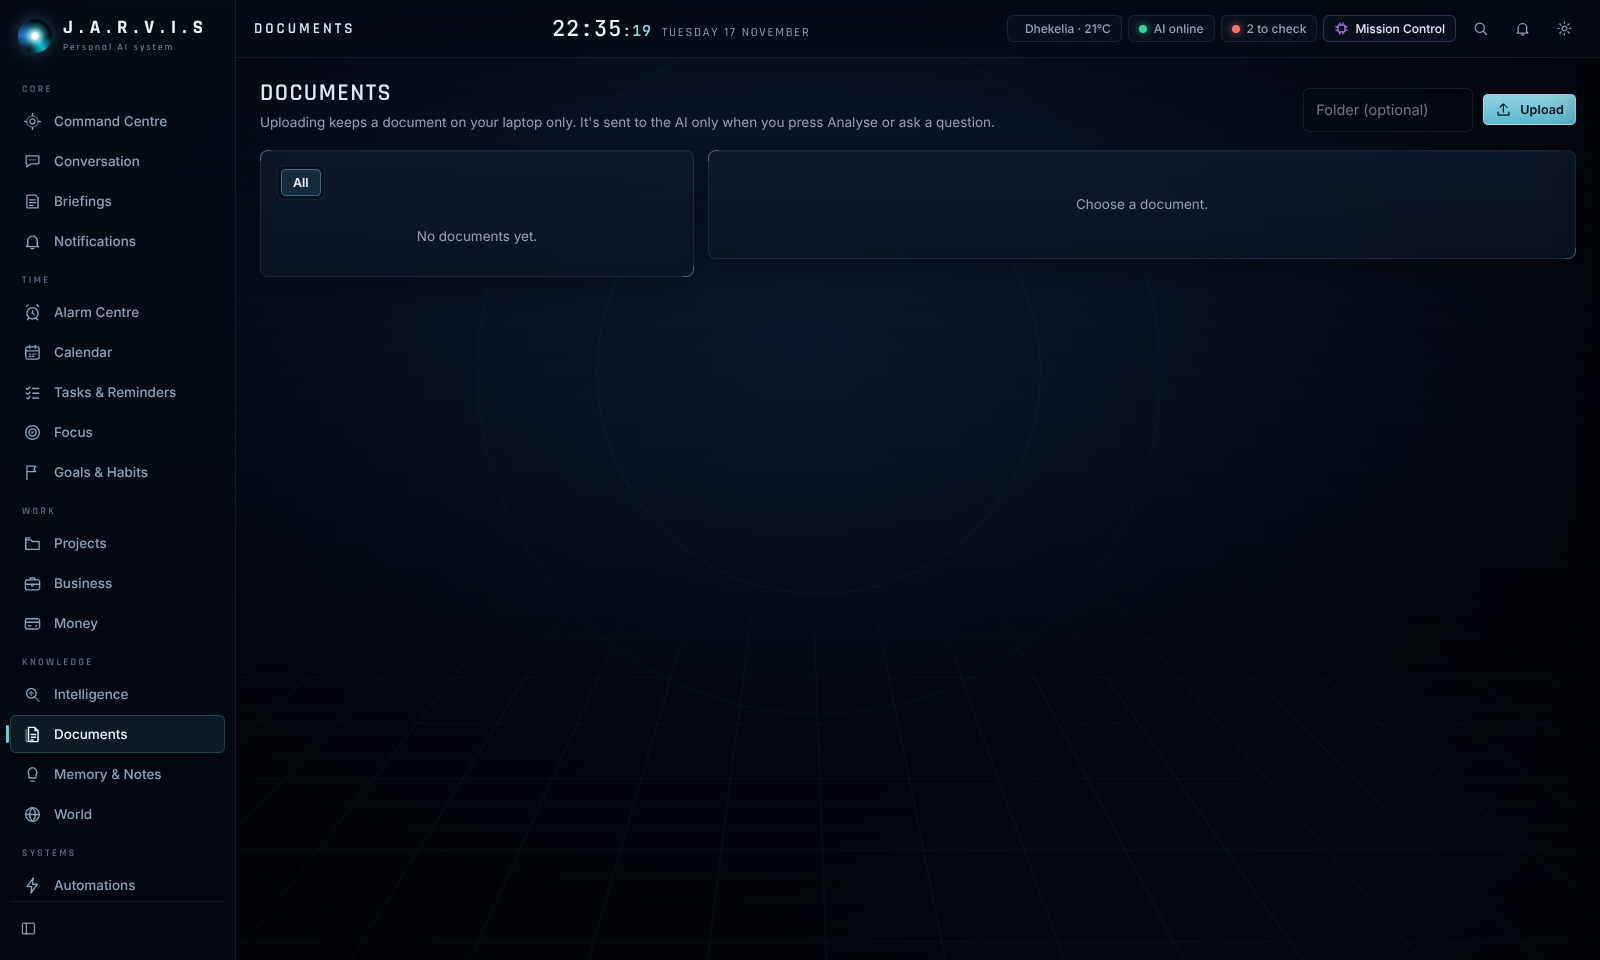 J.A.R.V.I.S
Personal AI system
DOCUMENTS
22:35:19 TUESDAY 17 NOVEMBER
Dhekelia · 21°C
AI online
2 to check
Mission Control
CORE
Command Centre
Conversation
Briefings
Notifications
TIME
Alarm Centre
Calendar
Tasks & Reminders
Focus
Goals & Habits
WORK
Projects
Business
Money
KNOWLEDGE
Intelligence
Documents
Memory & Notes
World
SYSTEMS
Automations
DOCUMENTS
Uploading keeps a document on your laptop only. It's sent to the AI only when you press Analyse or ask a question.
Folder (optional)
Upload
All
No documents yet.
Choose a document.